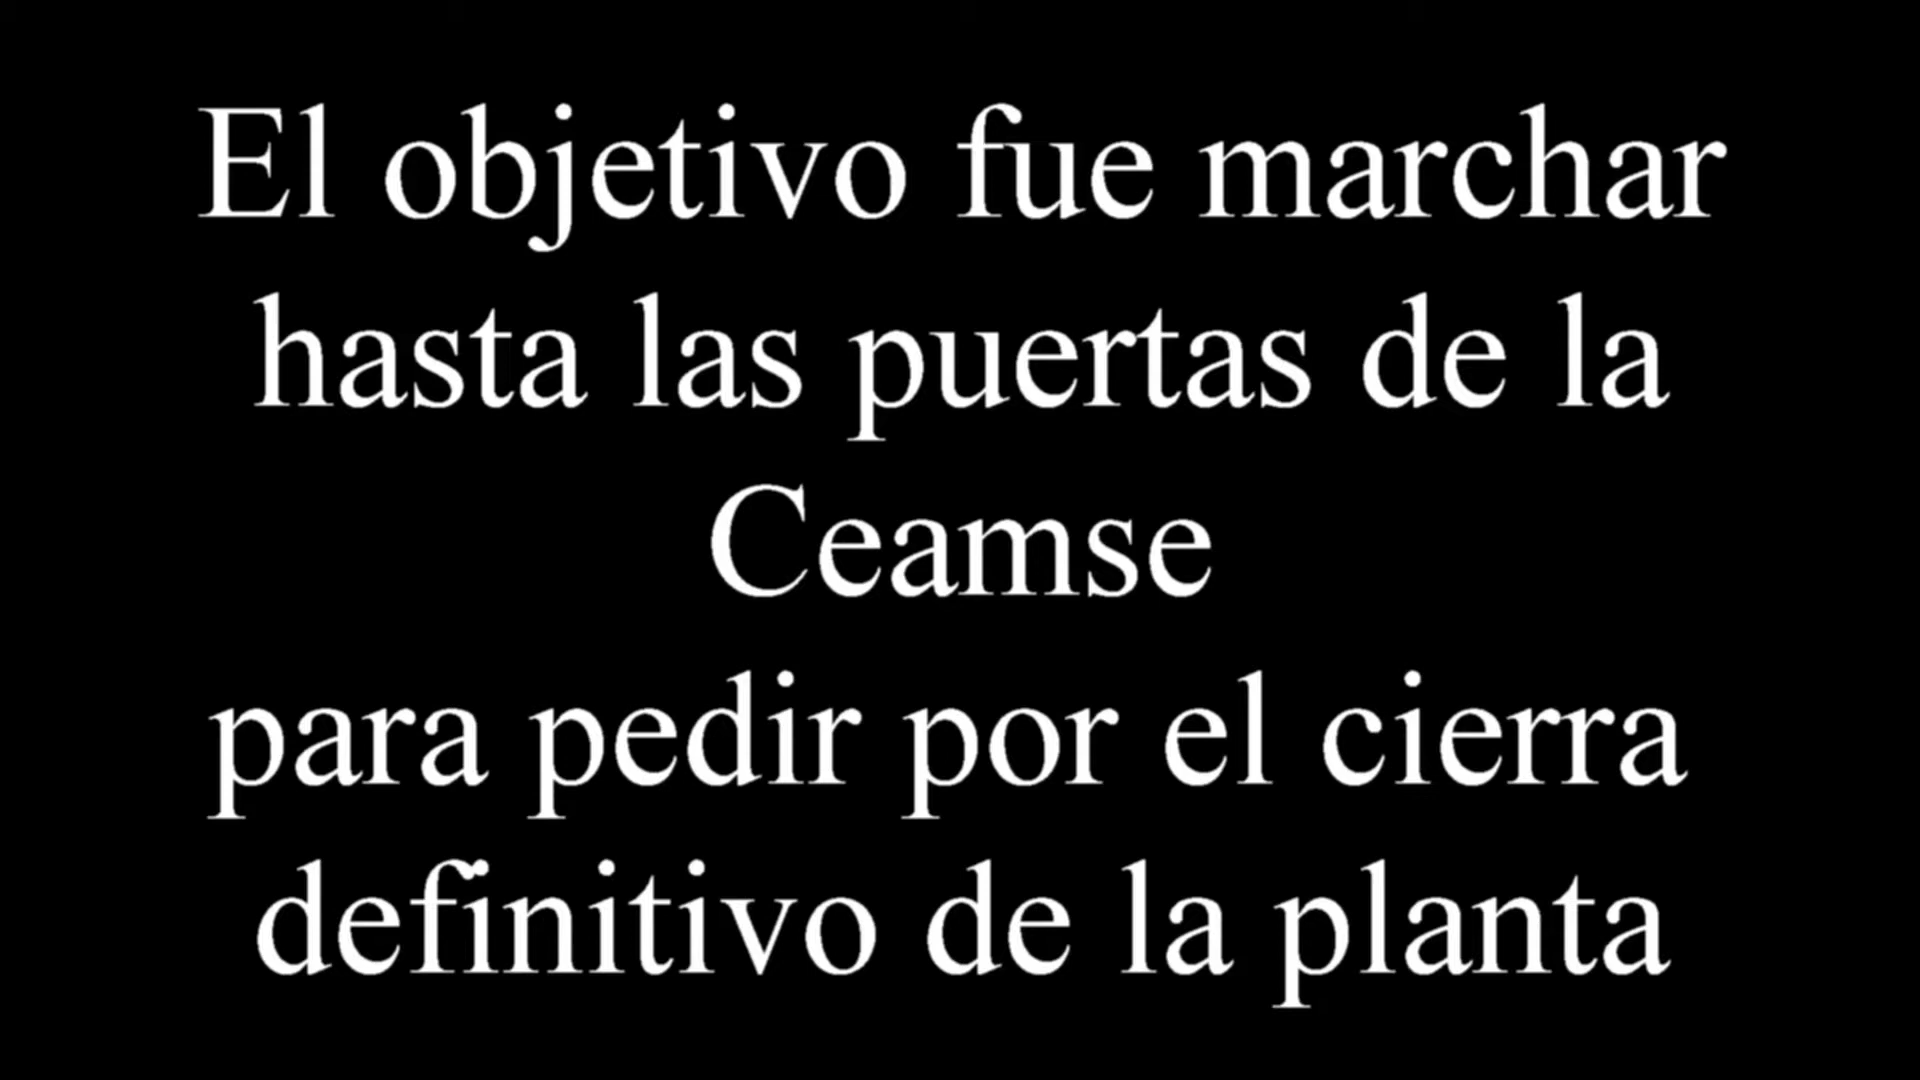 El objetivo fue marchar
hasta las puertas de la
Ceamse
para pedir por el cierra
definitivo de la planta